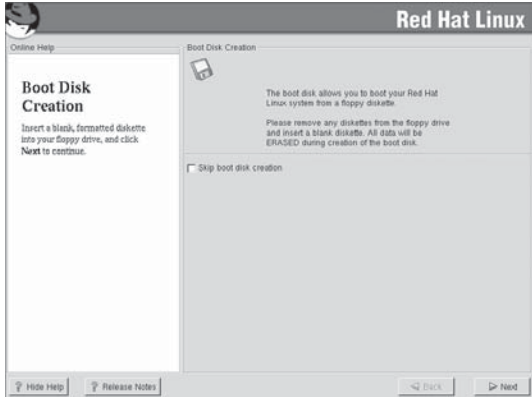 Red Hat Linux
Online Help
Boot Disk
Creation
Insert a blank, formatted diskette
into your floppy drive, and click
Next to continue.
Boot Disk Creation
The boot disk allows you to boot your Red Hat
Linux system from a floppy diskette.
Please remove any diskettes from the floppy drive
and insert a blank diskette. All data will be
ERASED during creation of the boot disk.
Skip boot disk creation
Hide Help
Release Notes
Back
Next